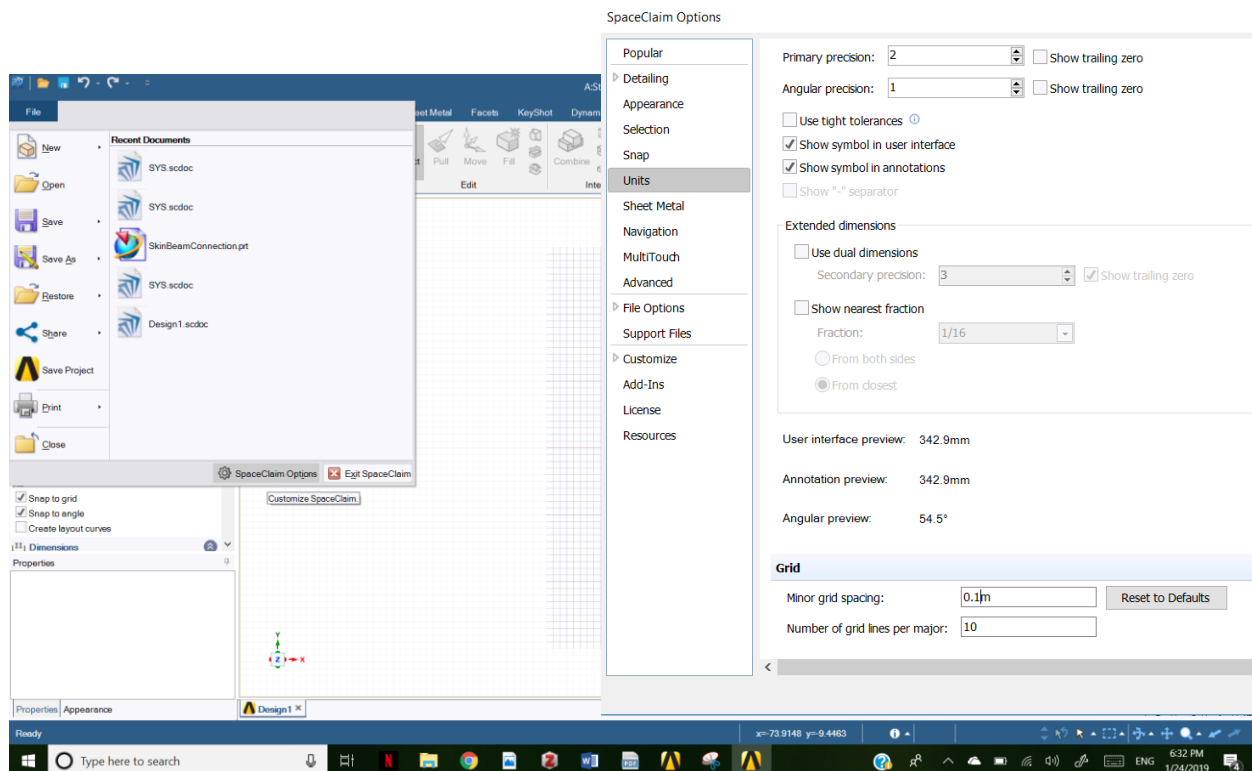 SpaceClaim Options
A:St
File
eet Metal Facets KeyShot Dynam
New
Open
Save
Save As
Restore
Share
Save Project
Print
Close
Recent Documents
SYS.scdoc
SYS.scdoc
SkinBeamConnection.prt
SYS.scdoc
Design1.scdoc
SpaceClaim Options
Exit SpaceClaim
Customize SpaceClaim.
ct Pull Move Fill
Combine
Edit
Inte
Snap to grid
Snap to angle
Create layout curves
Dimensions
Properties
Y
Z
X
Properties Appearance
Design1
Popular
Detailing
Appearance
Selection
Snap
Units
Sheet Metal
Navigation
MultiTouch
Advanced
File Options
Support Files
Customize
Add-Ins
License
Resources
Primary precision: 2 Show trailing zero
Angular precision: 1 Show trailing zero
Use tight tolerances
Show symbol in user interface
Show symbol in annotations
Show "-" separator
Extended dimensions
Use dual dimensions
Secondary precision: 3 Show trailing zero
Show nearest fraction
Fraction: 1/16
From both sides
From closest
User interface preview: 342.9mm
Annotation preview: 342.9mm
Angular preview: 54.5°
Grid
Minor grid spacing: 0.1m Reset to Defaults
Number of grid lines per major: 10
Ready
x=-73.9148 y=-9.4463
Type here to search
ENG
6:32 PM
1/24/2019
4